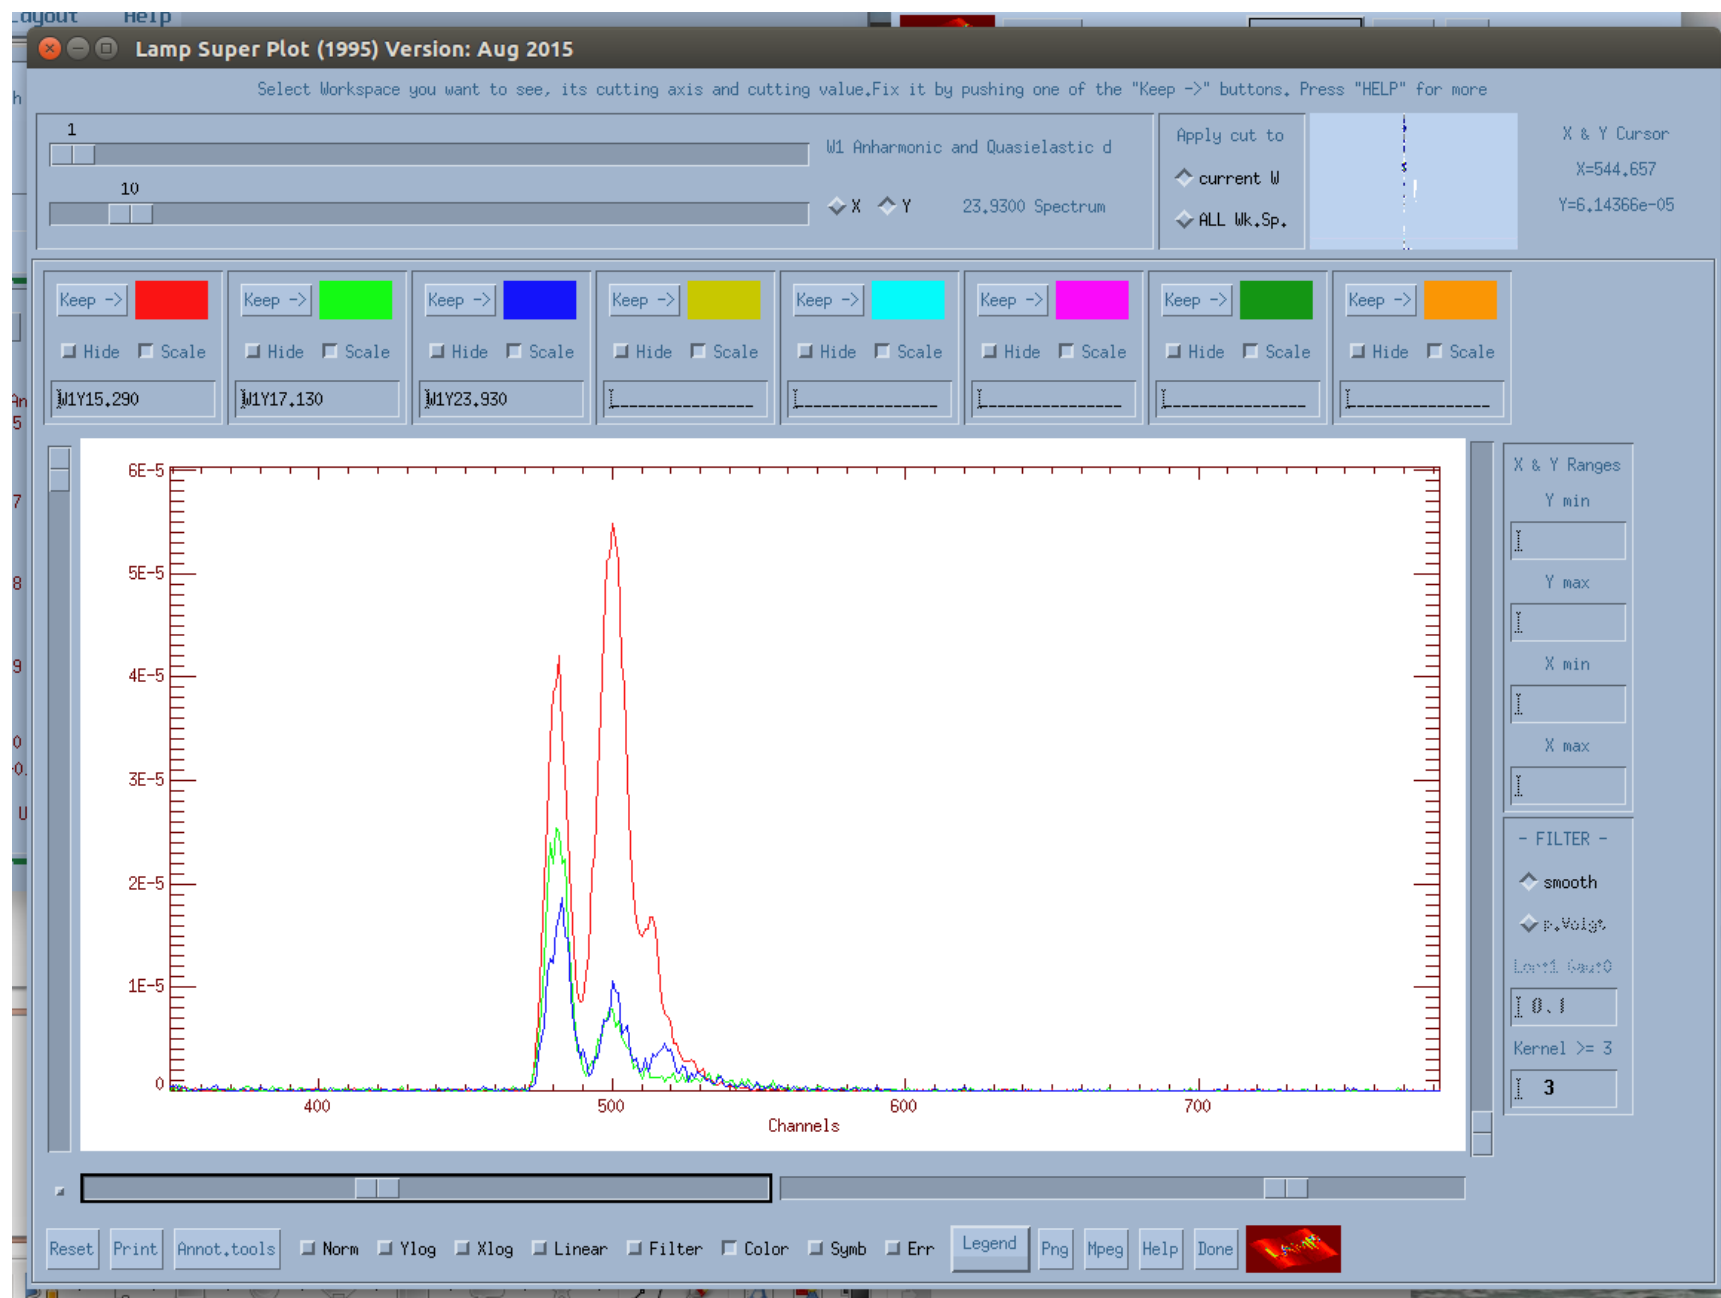 Layout Help
Lamp Super Plot (1995) Version: Aug 2015
Select Workspace you want to see, its cutting axis and cutting value.Fix it by pushing one of the "Keep ->" buttons. Press "HELP" for more
1
W1 Anharmonic and Quasielastic d
10
X Y 23.9300 Spectrum
Apply cut to
current W
ALL Wk.Sp.
X & Y Cursor
X=544.657
Y=6.14366e-05
Keep -> Keep -> Keep -> Keep -> Keep -> Keep -> Keep -> Keep ->
Hide Scale Hide Scale Hide Scale Hide Scale Hide Scale Hide Scale Hide Scale Hide Scale
W1Y15.290 W1Y17.130 W1Y23.930
6E-5
5E-5
4E-5
3E-5
2E-5
1E-5
0
400 500 600 700
Channels
X & Y Ranges
Y min
Y max
X min
X max
- FILTER -
smooth
p.Voigt
Lor:1 Gau:0
0.1
Kernel >= 3
3
Reset Print Annot.tools Norm Ylog Xlog Linear Filter Color Symb Err Legend Png Mpeg Help Done